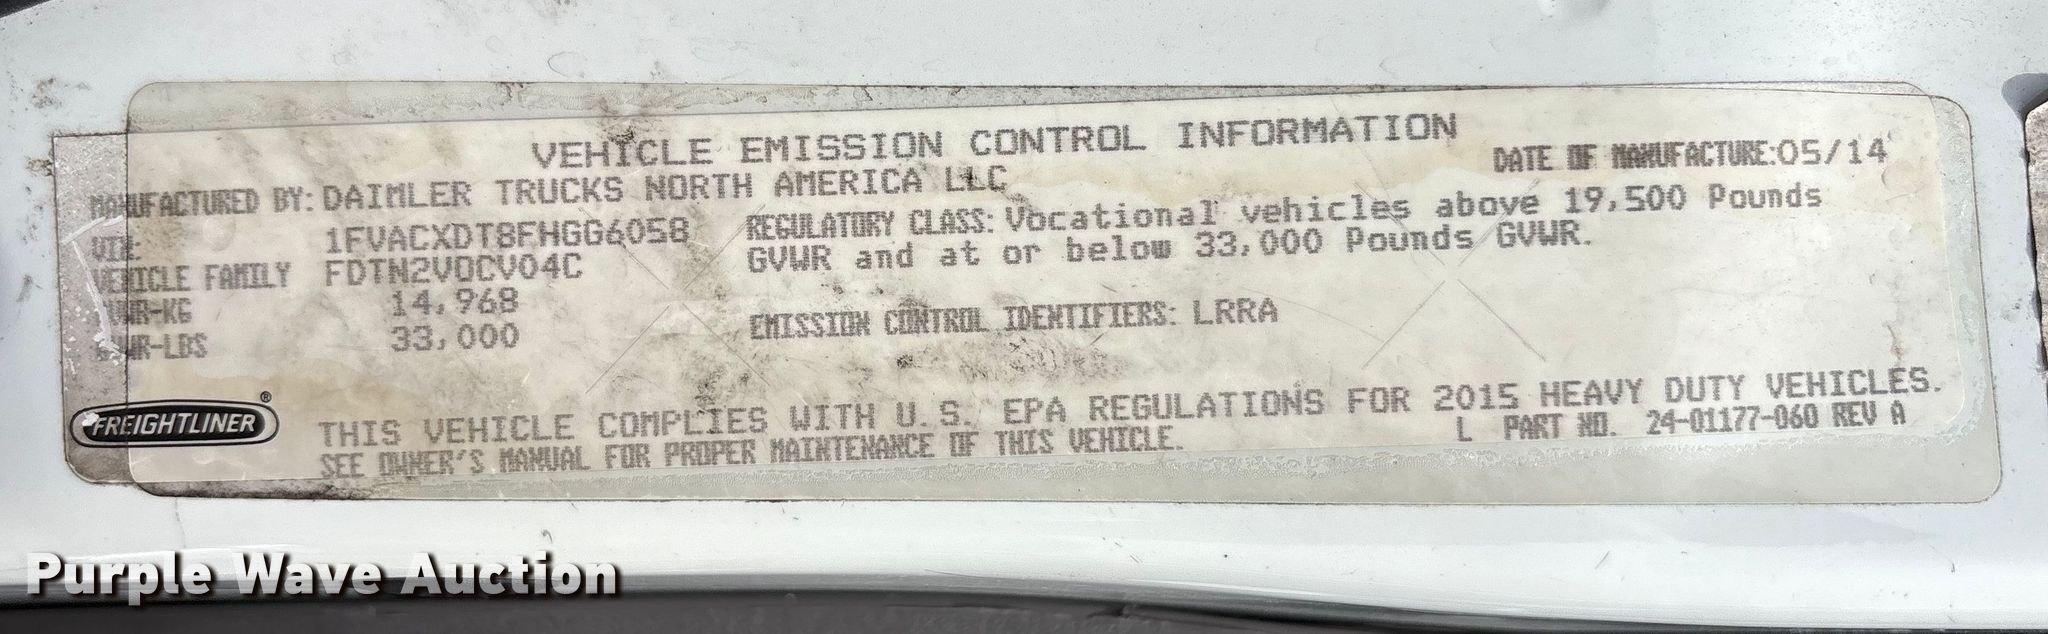 VEHICLE EMISSION CONTROL INFORMATION
DATE OF MANUFACTURE:05/14
MANUFACTURED BY: DAIMLER TRUCKS NORTH AMERICA LLC
VIN: 1FVACXDT8FHGG6058
REGULATORY CLASS: Vocational vehicles above 19,500 Pounds
GVWR and at or below 33,000 Pounds GVWR.
VEHICLE FAMILY FDTN2VOCV04C
GVWR-KG 14,968
GVWR-LBS 33,000
EMISSION CONTROL IDENTIFIERS: LRRA
FREIGHTLINER®
THIS VEHICLE COMPLIES WITH U.S. EPA REGULATIONS FOR 2015 HEAVY DUTY VEHICLES.
SEE OWNER'S MANUAL FOR PROPER MAINTENANCE OF THIS VEHICLE.
L PART NO. 24-01177-060 REV A
Purple Wave Auction